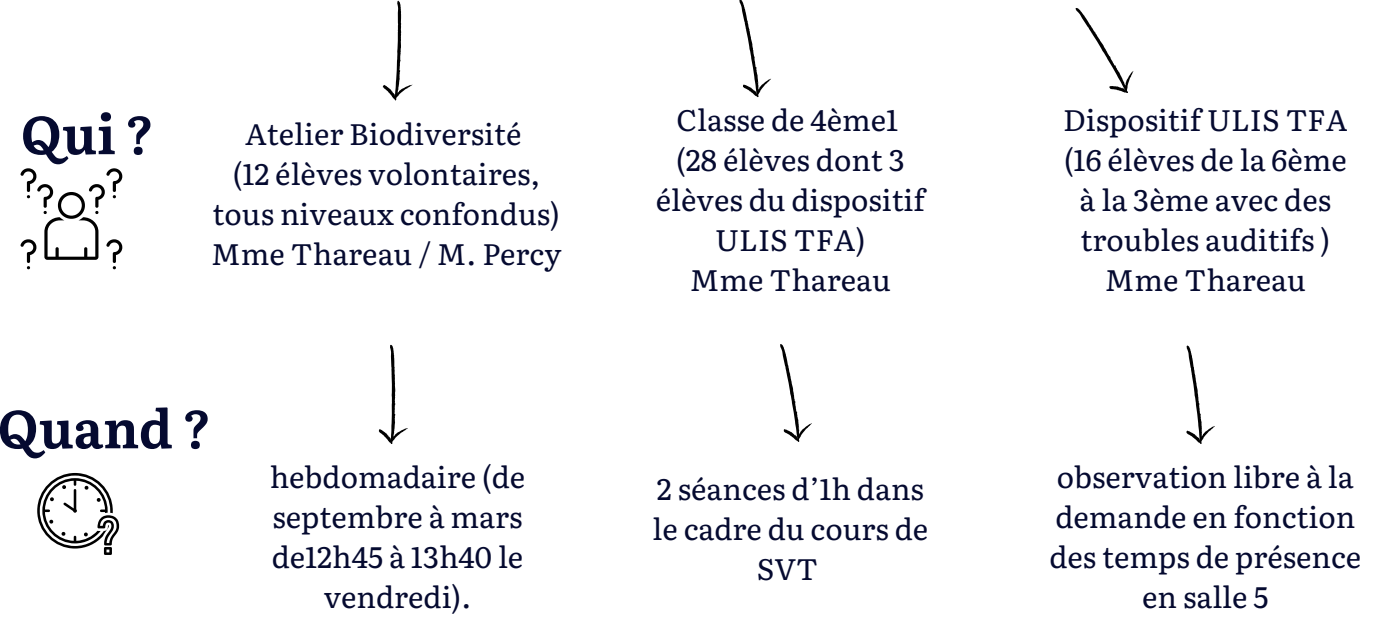 Qui ?
Atelier Biodiversité
(12 élèves volontaires,
tous niveaux confondus)
Mme Thareau / M. Percy
Classe de 4ème1
(28 élèves dont 3
élèves du dispositif
ULIS TFA)
Mme Thareau
Dispositif ULIS TFA
(16 élèves de la 6ème
à la 3ème avec des
troubles auditifs )
Mme Thareau
Quand ?
hebdomadaire (de
septembre à mars
de12h45 à 13h40 le
vendredi).
2 séances d’1h dans
le cadre du cours de
SVT
observation libre à la
demande en fonction
des temps de présence
en salle 5